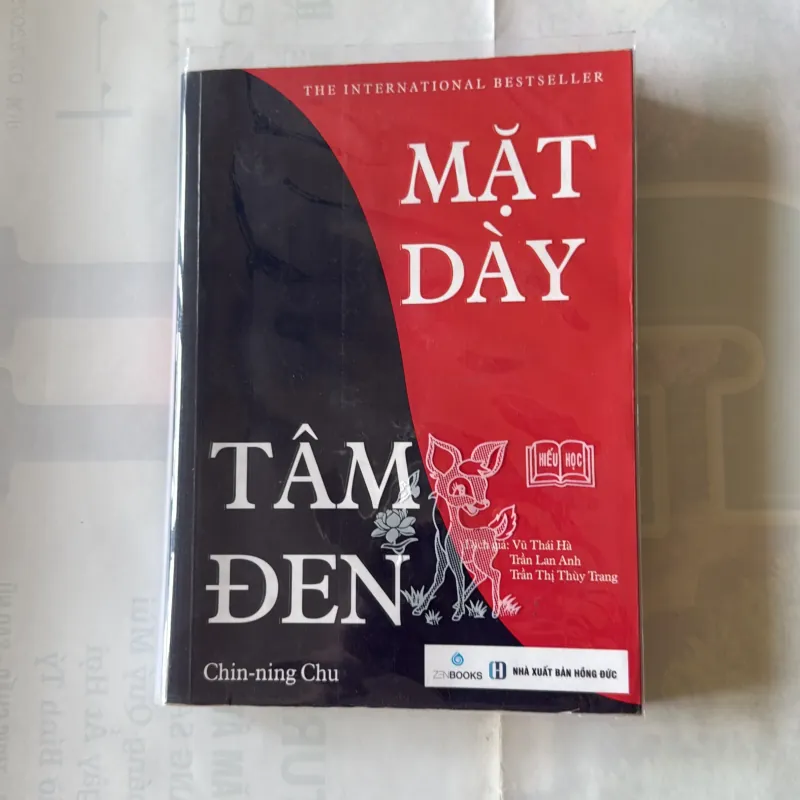 THE INTERNATIONAL BESTSELLER
MẶT
DÀY
TÂM
ĐEN
HIẾU HỌC
Dịch giả: Vũ Thái Hà
Trần Lan Anh
Trần Thị Thùy Trang
Chin-ning Chu
ZENBOOKS
NHÀ XUẤT BẢN HỒNG ĐỨC